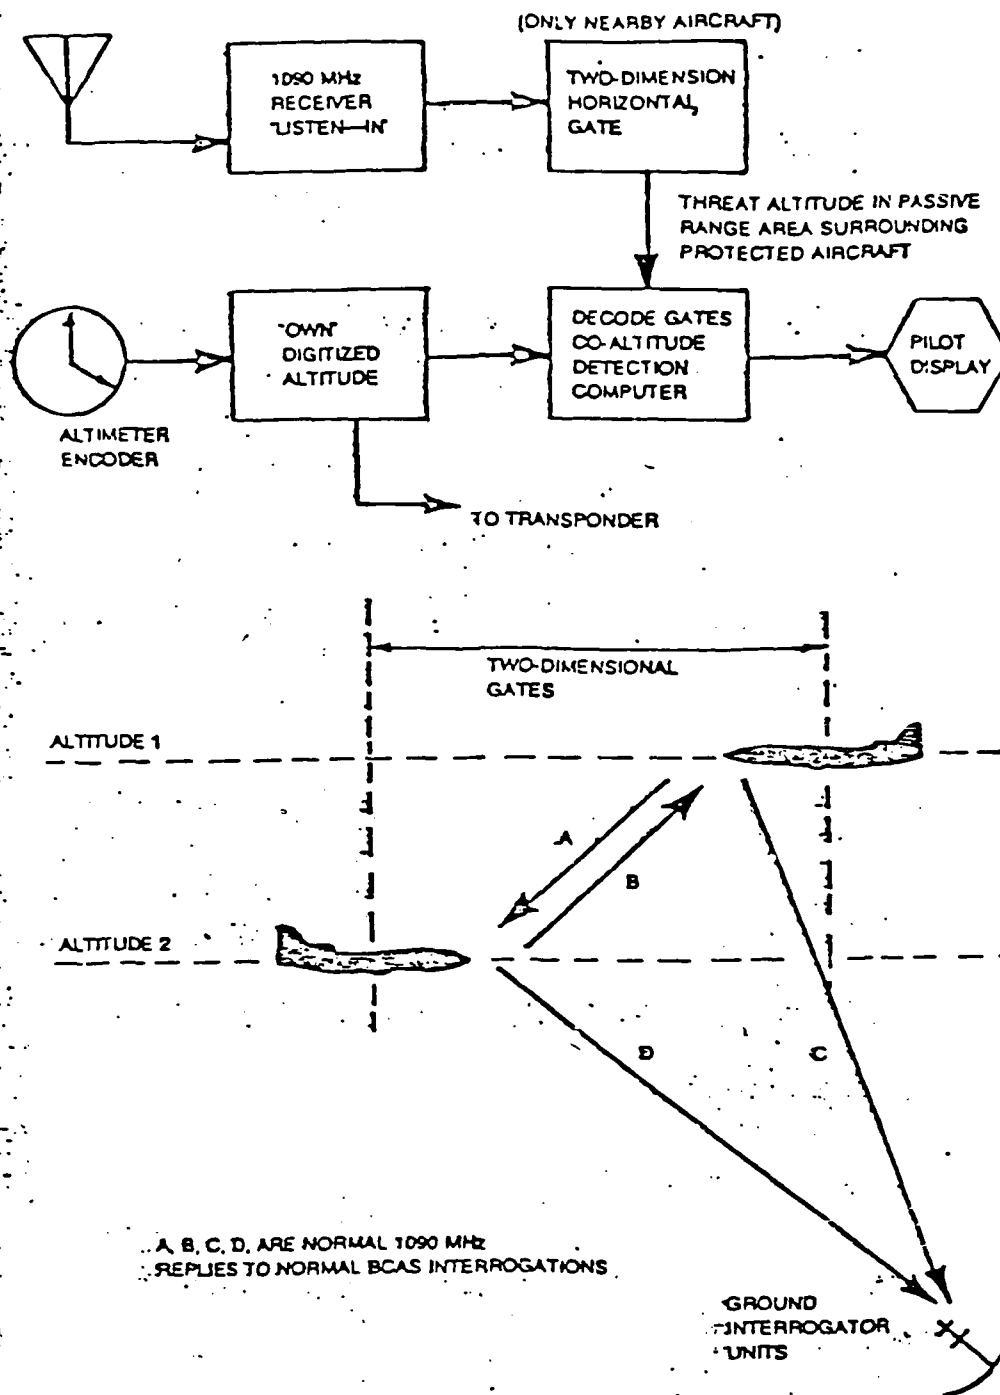 (ONLY NEARBY AIRCRAFT)
1090 MHz
RECEIVER
"LISTEN—IN"
TWO-DIMENSION
HORIZONTAL
GATE
THREAT ALTITUDE IN PASSIVE
RANGE AREA SURROUNDING
PROTECTED AIRCRAFT
"OWN"
DIGITIZED
ALTITUDE
DECODE GATES
CO-ALTITUDE
DETECTION
COMPUTER
PILOT
DISPLAY
ALTIMETER
ENCODER
TO TRANSPONDER
TWO-DIMENSIONAL
GATES
ALTITUDE 1
A
B
ALTITUDE 2
D
C
A, B, C, D, ARE NORMAL 1090 MHz
REPLIES TO NORMAL BCAS INTERROGATIONS
GROUND
INTERROGATOR
UNITS